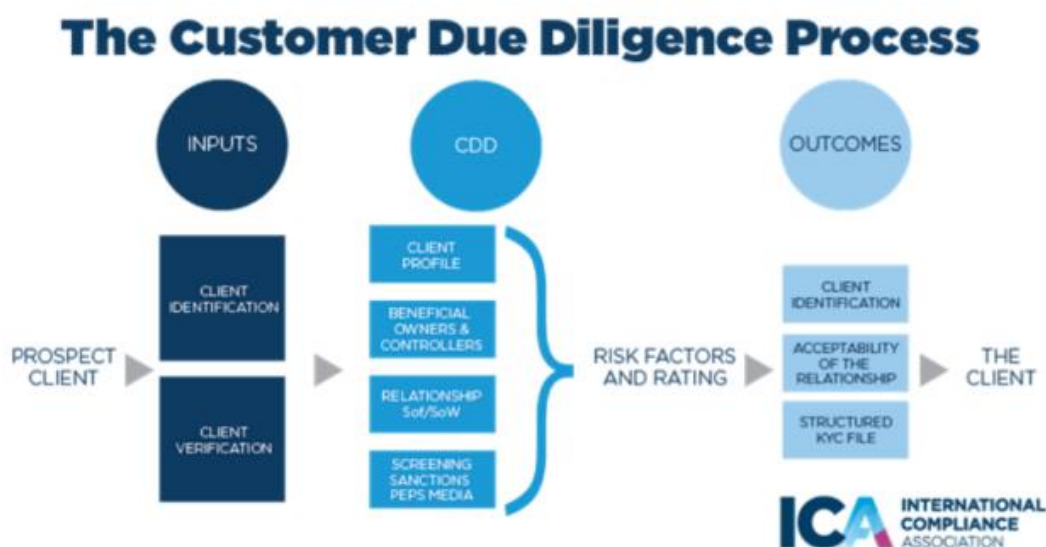 The Customer Due Diligence Process
INPUTS
CDD
OUTCOMES
PROSPECT
CLIENT
CLIENT
IDENTIFICATION
CLIENT
VERIFICATION
CLIENT
PROFILE
BENEFICIAL
OWNERS &
CONTROLLERS
RELATIONSHIP
Sof/SoW
SCREENING
SANCTIONS
PEPS MEDIA
RISK FACTORS
AND RATING
CLIENT
IDENTIFICATION
ACCEPTABILITY
OF THE
RELATIONSHIP
STRUCTURED
KYC FILE
THE
CLIENT
ICA
INTERNATIONAL
COMPLIANCE
ASSOCIATION